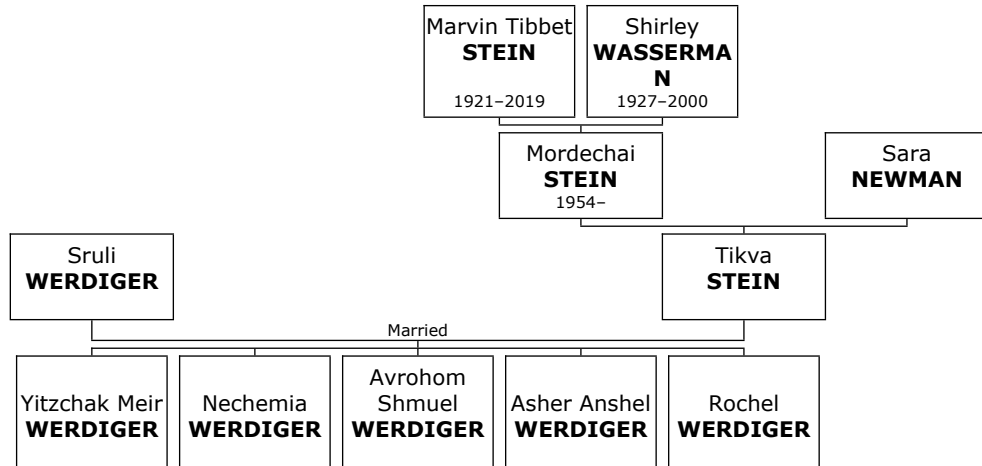 Marvin Tibbet
STEIN
1921–2019
Shirley
WASSERMA
N
1927–2000
Mordechai
STEIN
1954–
Sara
NEWMAN
Sruli
WERDIGER
Tikva
STEIN
Married
Yitzchak Meir
WERDIGER
Nechemia
WERDIGER
Avrohom
Shmuel
WERDIGER
Asher Anshel
WERDIGER
Rochel
WERDIGER